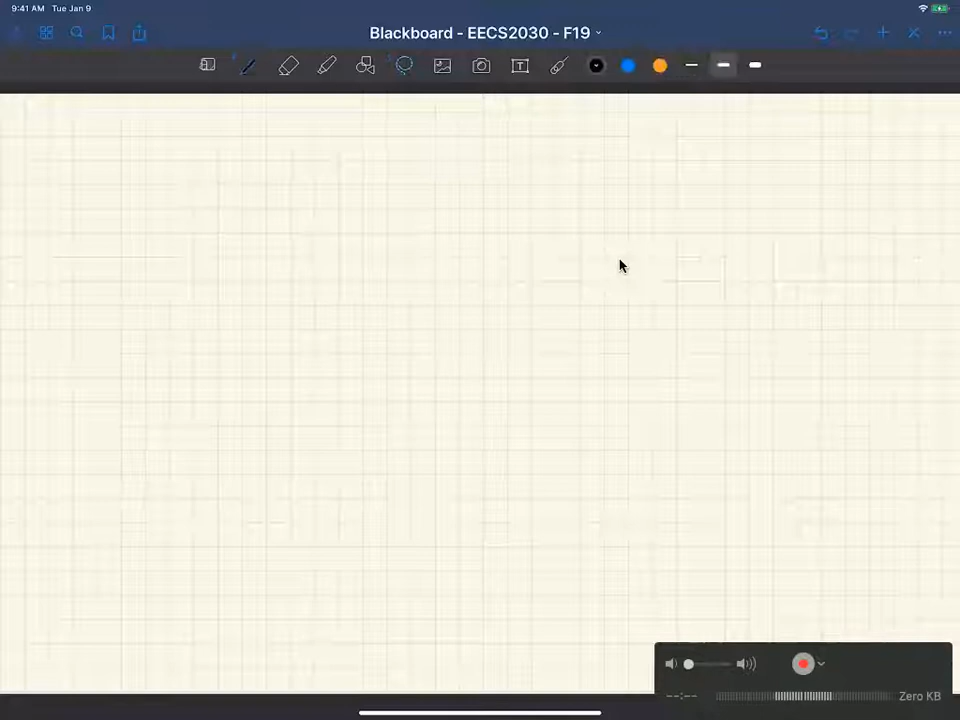 9:41 AM Tue Jan 9
Blackboard - EECS2030 - F19
T
--:--
Zero KB